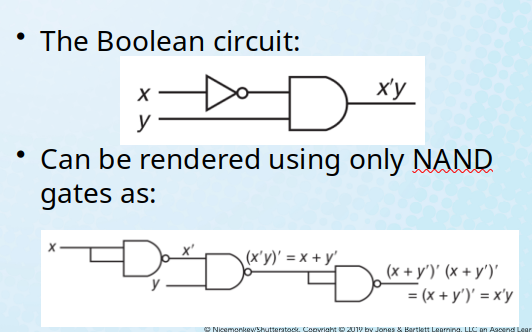 • The Boolean circuit:
x
x'y
y
• Can be rendered using only NAND
gates as:
x
x'
(x'y)' = x + y'
y
(x + y')' (x + y')'
= (x + y')' = x'y
© Nicemonkey/Shutterstock. Copyright © 2019 by Jones & Bartlett Learning, LLC an Ascend Lear